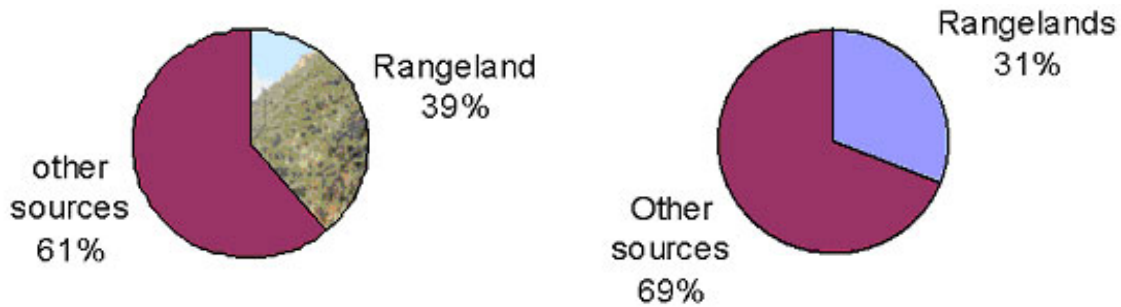 Rangeland
39%
other
sources
61%
Rangelands
31%
Other
sources
69%